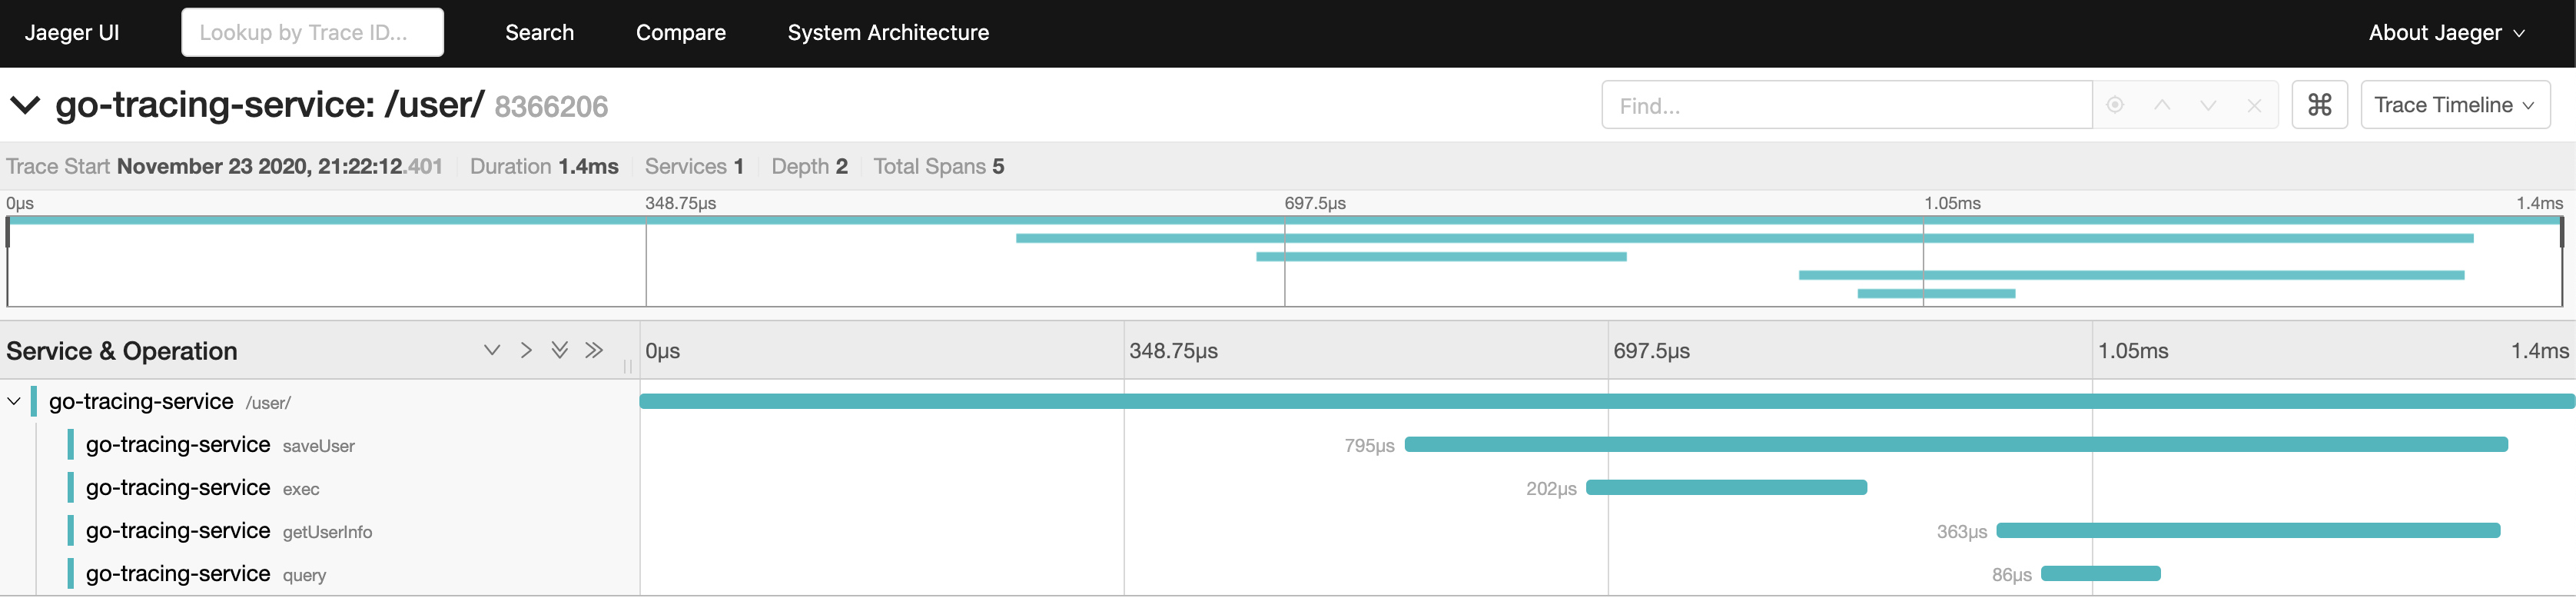 Jaeger UI Lookup by Trace ID... Search Compare System Architecture About Jaeger
go-tracing-service: /user/ 8366206 Find... ⌘ Trace Timeline
Trace Start November 23 2020, 21:22:12.401 Duration 1.4ms Services 1 Depth 2 Total Spans 5
0μs 348.75μs 697.5μs 1.05ms 1.4ms
Service & Operation 0μs 348.75μs 697.5μs 1.05ms 1.4ms
go-tracing-service /user/
go-tracing-service saveUser 795μs
go-tracing-service exec 202μs
go-tracing-service getUserInfo 363μs
go-tracing-service query 86μs